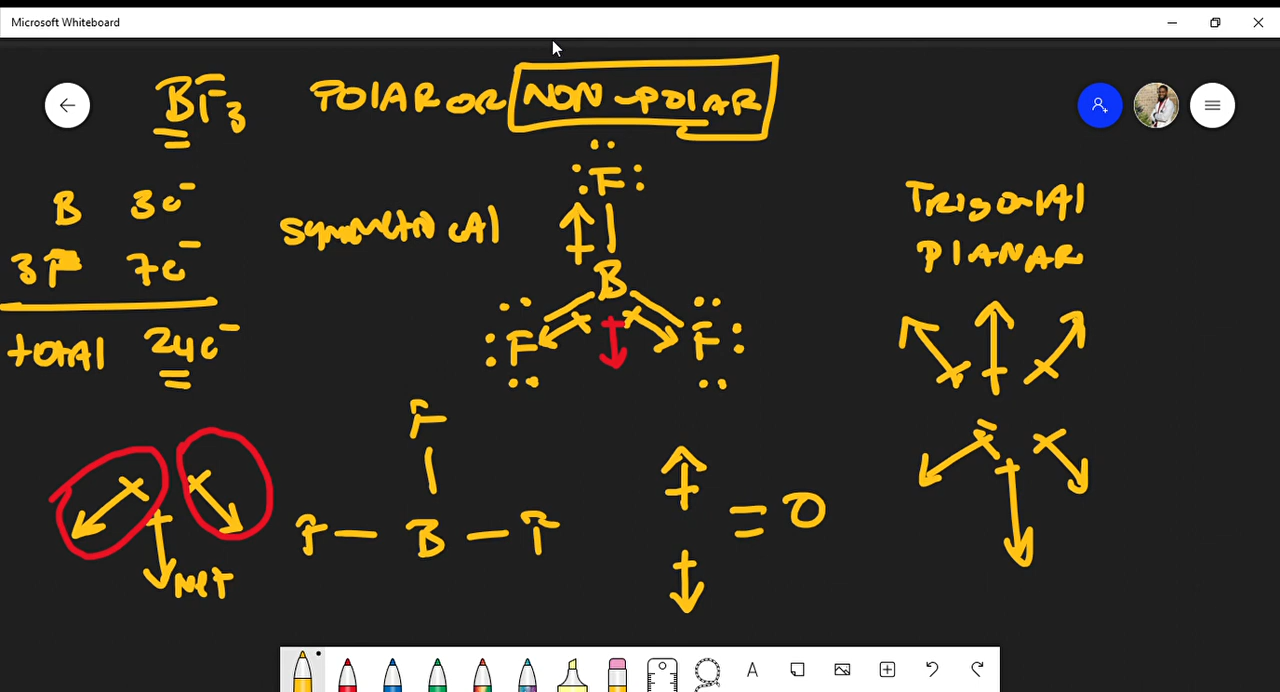 Microsoft Whiteboard
BF3 POLAR OR NON-POLAR
B 3e-
3F 7e-
TOTAL 24e-
Symmetrical
:F:
B
:F F:
TRIGONAL
PLANAR
F
F - B - F
= 0
Net
A